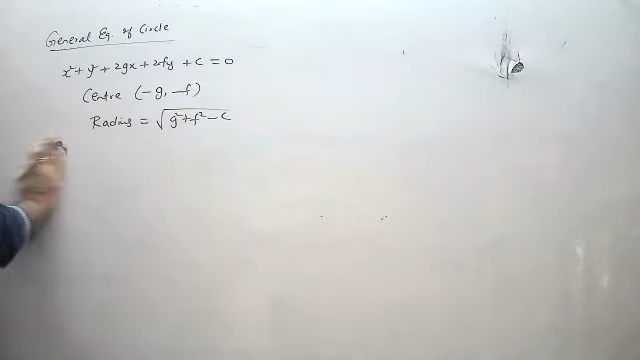 General Eq. of Circle
x² + y² + 2gx + 2fy + c = 0
Centre (-g, -f)
Radius = √g²+f²-c